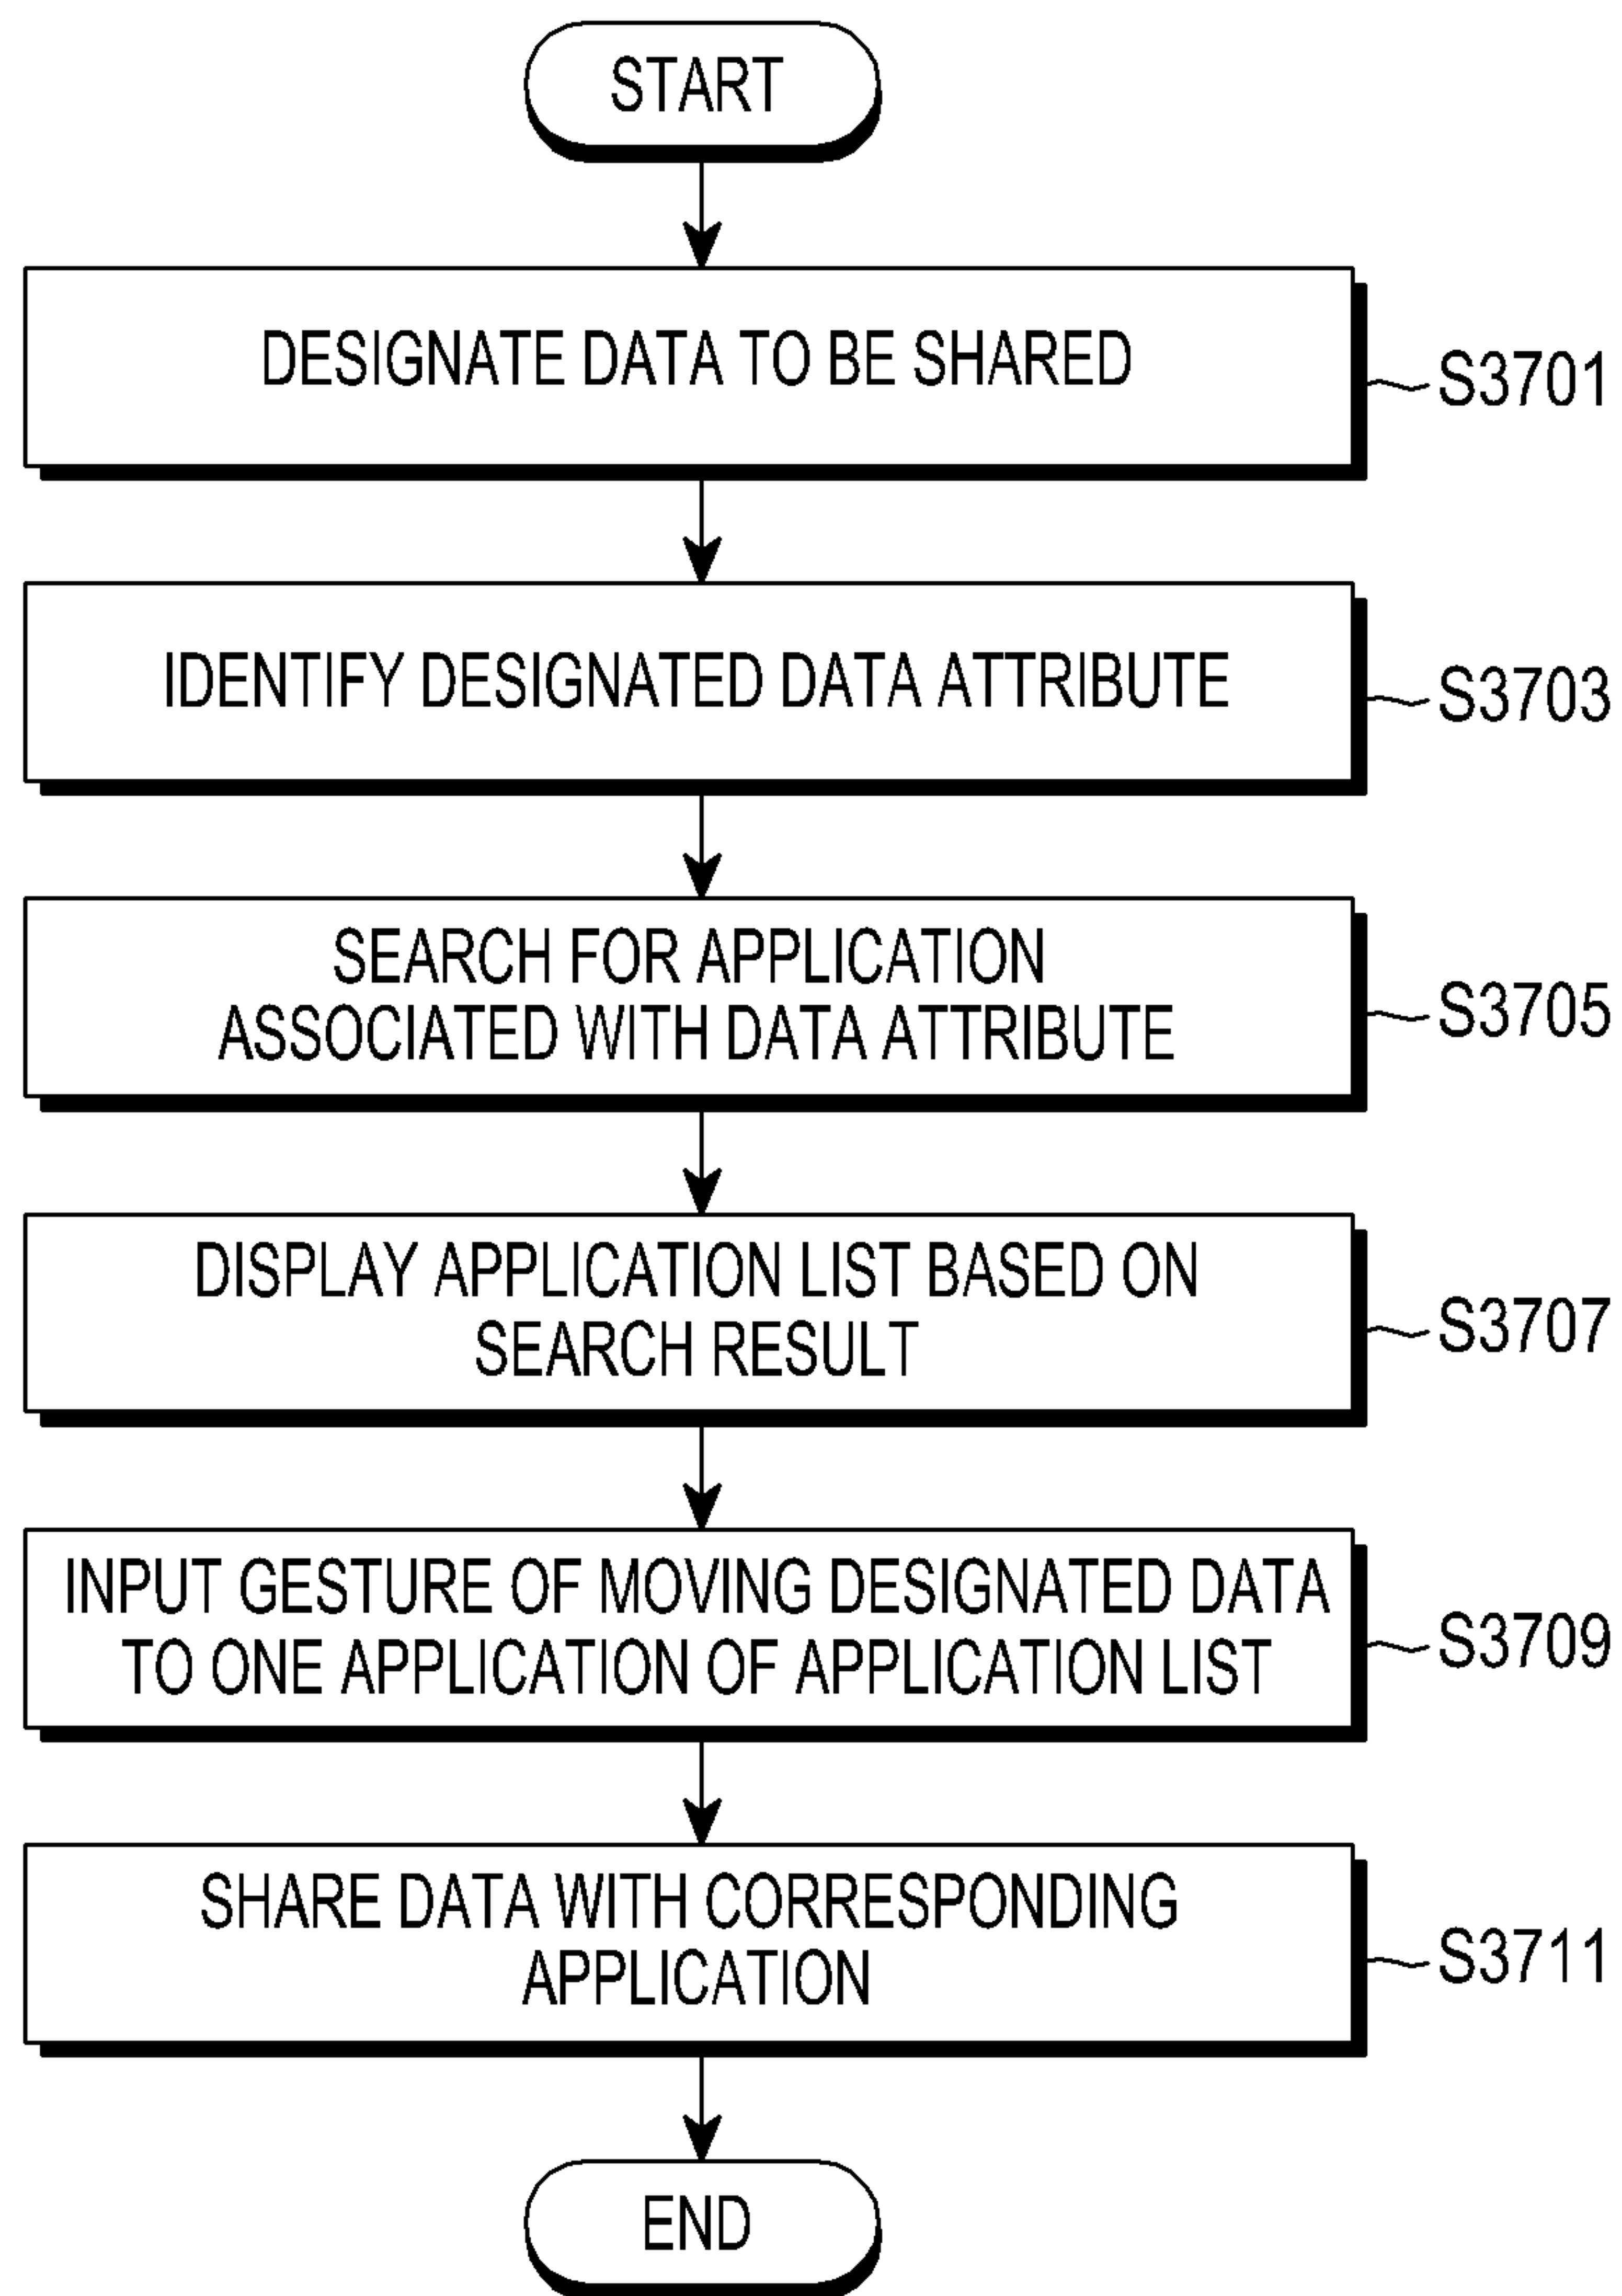 START
DESIGNATE DATA TO BE SHARED
S3701
IDENTIFY DESIGNATED DATA ATTRIBUTE
S3703
SEARCH FOR APPLICATION
ASSOCIATED WITH DATA ATTRIBUTE
S3705
DISPLAY APPLICATION LIST BASED ON
SEARCH RESULT
S3707
INPUT GESTURE OF MOVING DESIGNATED DATA
TO ONE APPLICATION OF APPLICATION LIST
S3709
SHARE DATA WITH CORRESPONDING
APPLICATION
S3711
END